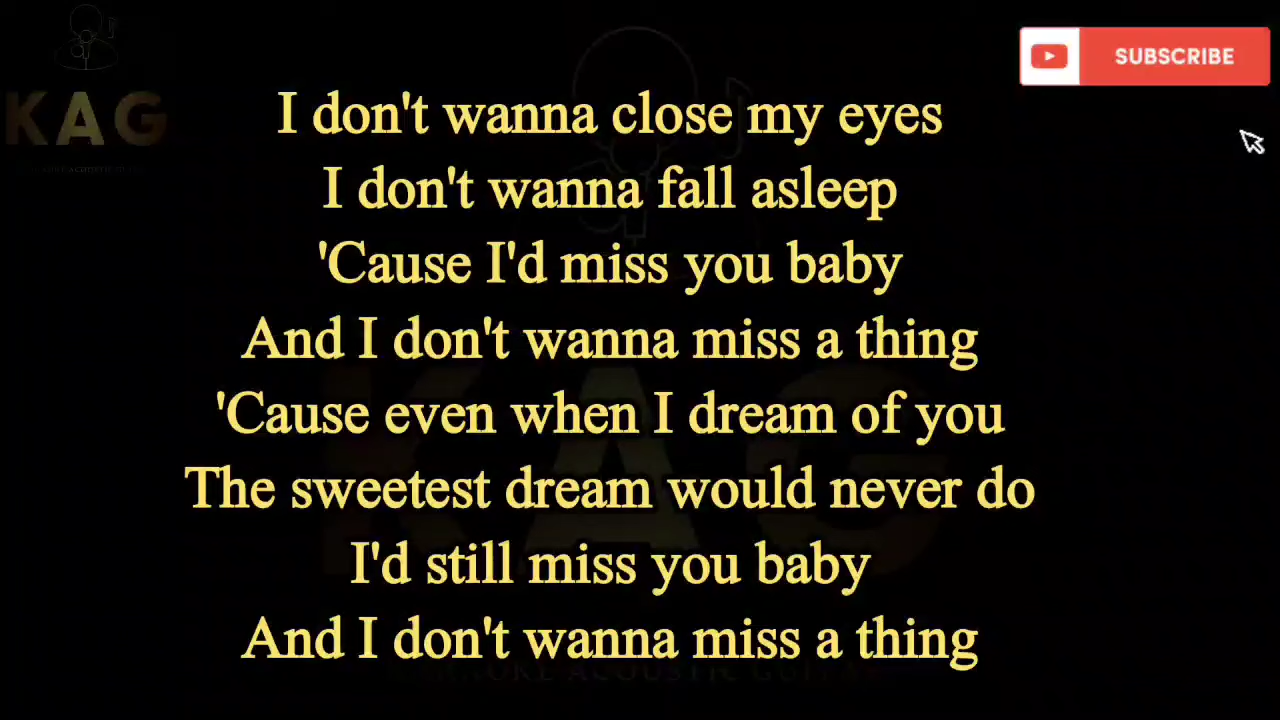 KAG
SUBSCRIBE
I don't wanna close my eyes
I don't wanna fall asleep
'Cause I'd miss you baby
And I don't wanna miss a thing
'Cause even when I dream of you
The sweetest dream would never do
I'd still miss you baby
And I don't wanna miss a thing
KAG